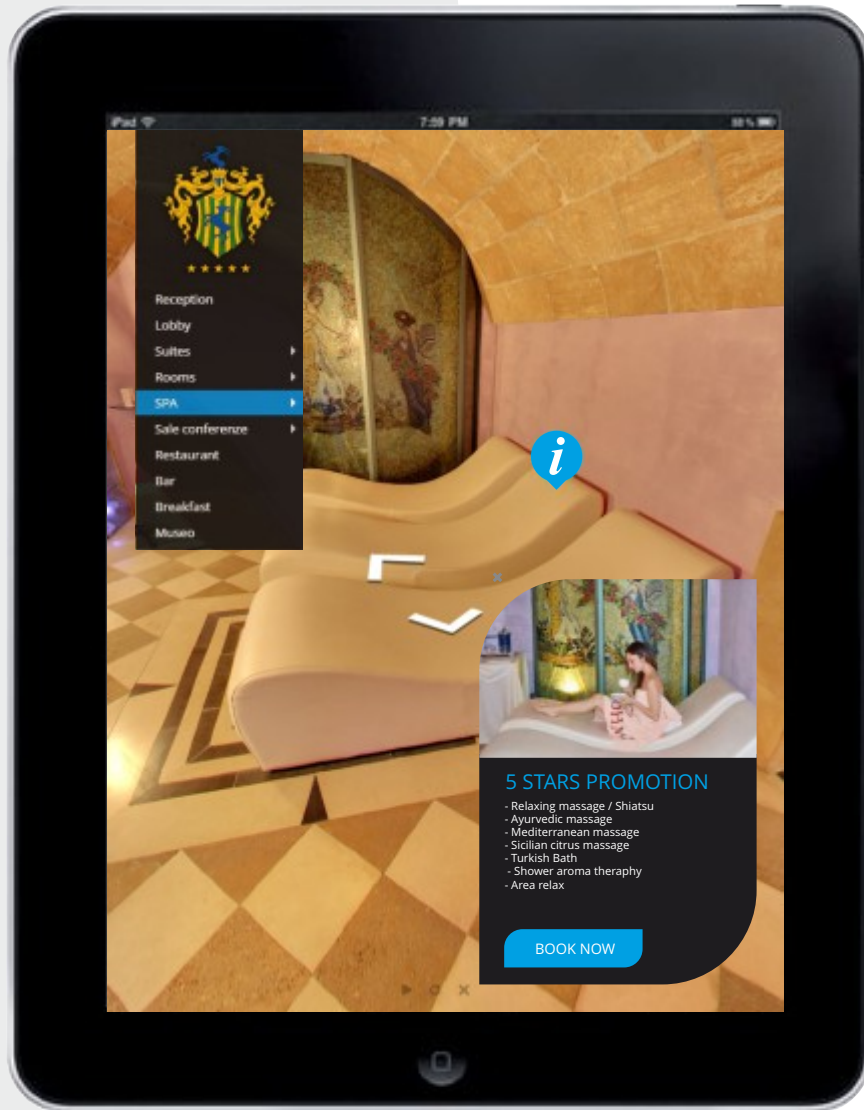 iPad
7:09 PM
Reception
Lobby
Suites
Rooms
SPA
Sale conferenze
Restaurant
Bar
Breakfast
Museo
i
5 STARS PROMOTION
- Relaxing massage / Shiatsu
- Ayurvedic massage
- Mediterranean massage
- Sicilian citrus massage
- Turkish Bath
- Shower aroma theraphy
- Area relax
BOOK NOW